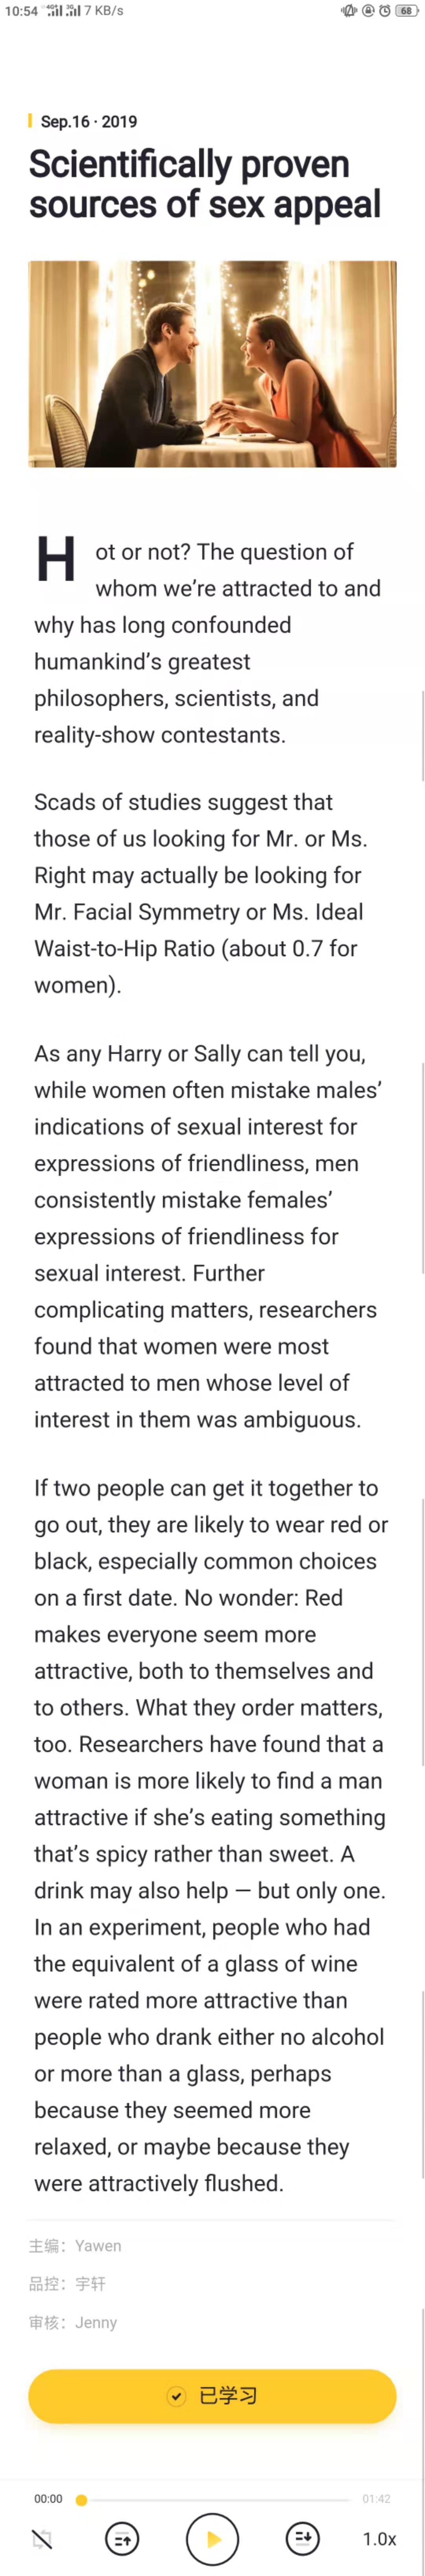 10:54 4G 3G 7 KB/s 68
Sep.16 · 2019
Scientifically proven
sources of sex appeal
Hot or not? The question of
whom we’re attracted to and
why has long confounded
humankind’s greatest
philosophers, scientists, and
reality-show contestants.
Scads of studies suggest that
those of us looking for Mr. or Ms.
Right may actually be looking for
Mr. Facial Symmetry or Ms. Ideal
Waist-to-Hip Ratio (about 0.7 for
women).
As any Harry or Sally can tell you,
while women often mistake males’
indications of sexual interest for
expressions of friendliness, men
consistently mistake females’
expressions of friendliness for
sexual interest. Further
complicating matters, researchers
found that women were most
attracted to men whose level of
interest in them was ambiguous.
If two people can get it together to
go out, they are likely to wear red or
black, especially common choices
on a first date. No wonder: Red
makes everyone seem more
attractive, both to themselves and
to others. What they order matters,
too. Researchers have found that a
woman is more likely to find a man
attractive if she’s eating something
that’s spicy rather than sweet. A
drink may also help — but only one.
In an experiment, people who had
the equivalent of a glass of wine
were rated more attractive than
people who drank either no alcohol
or more than a glass, perhaps
because they seemed more
relaxed, or maybe because they
were attractively flushed.
主编：Yawen
品控：宇轩
审核：Jenny
已学习
00:00 01:42
1.0x